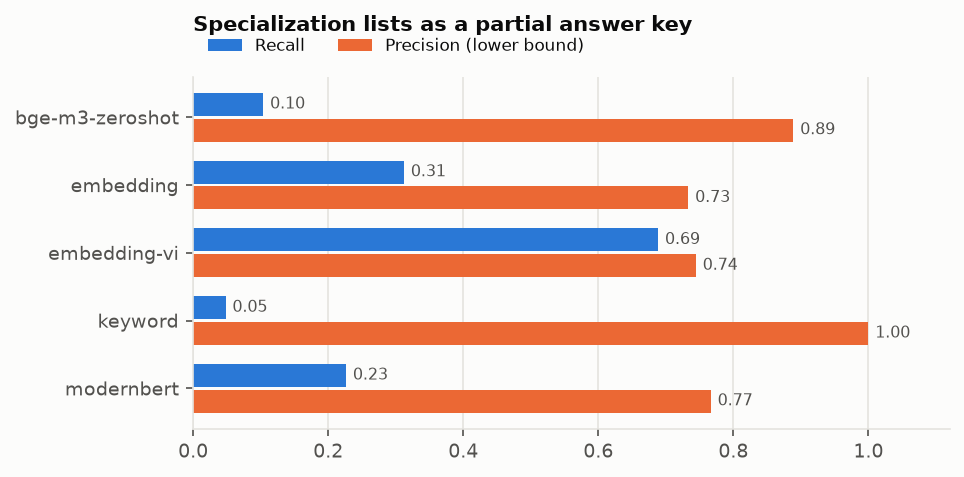 Specialization lists as a partial answer key
Recall Precision (lower bound)
bge-m3-zeroshot 0.10
0.89
embedding 0.31
0.73
embedding-vi 0.69
0.74
keyword 0.05
1.00
modernbert 0.23
0.77
0.0 0.2 0.4 0.6 0.8 1.0